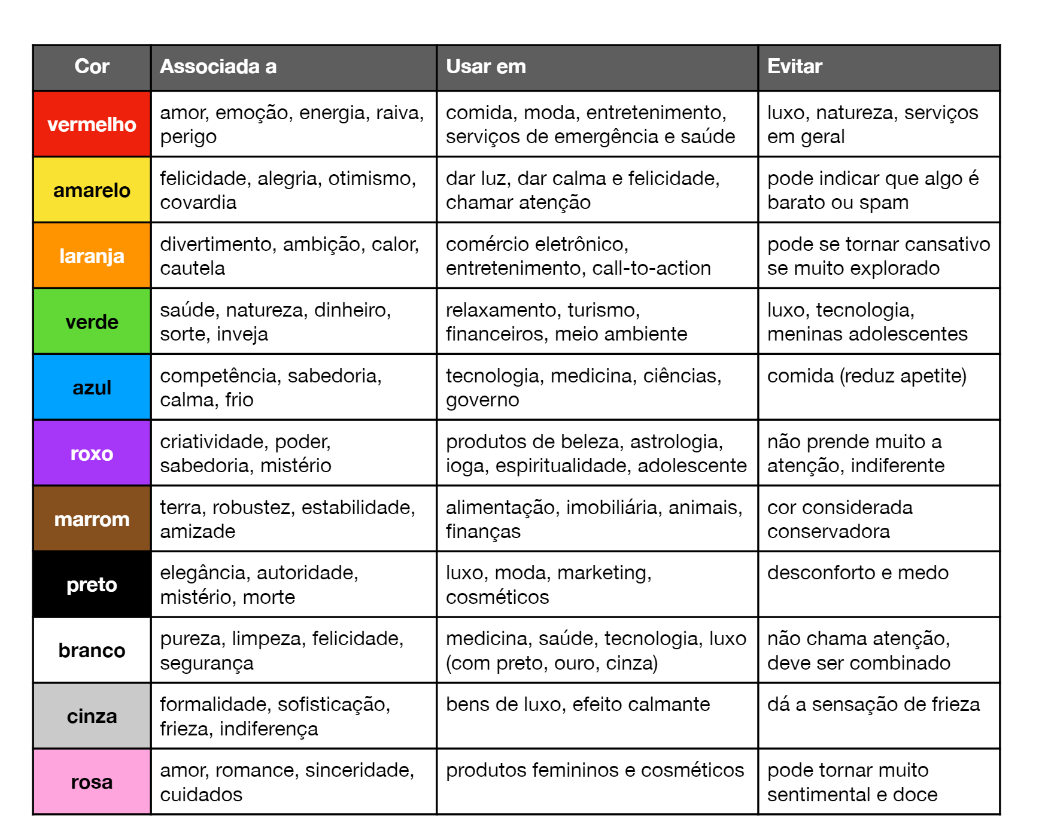 Cor Associada a Usar em Evitar
vermelho
amor, emoção, energia, raiva,
perigo
comida, moda, entretenimento,
serviços de emergência e saúde
luxo, natureza, serviços
em geral
amarelo
felicidade, alegria, otimismo,
covardia
dar luz, dar calma e felicidade,
chamar atenção
pode indicar que algo é
barato ou spam
laranja
divertimento, ambição, calor,
cautela
comércio eletrônico,
entretenimento, call-to-action
pode se tornar cansativo
se muito explorado
verde
saúde, natureza, dinheiro,
sorte, inveja
relaxamento, turismo,
financeiros, meio ambiente
luxo, tecnologia,
meninas adolescentes
azul
competência, sabedoria,
calma, frio
tecnologia, medicina, ciências,
governo
comida (reduz apetite)
roxo
criatividade, poder,
sabedoria, mistério
produtos de beleza, astrologia,
ioga, espiritualidade, adolescente
não prende muito a
atenção, indiferente
marrom
terra, robustez, estabilidade,
amizade
alimentação, imobiliária, animais,
finanças
cor considerada
conservadora
preto
elegância, autoridade,
mistério, morte
luxo, moda, marketing,
cosméticos
desconforto e medo
branco
pureza, limpeza, felicidade,
segurança
medicina, saúde, tecnologia, luxo
(com preto, ouro, cinza)
não chama atenção,
deve ser combinado
cinza
formalidade, sofisticação,
frieza, indiferença
bens de luxo, efeito calmante
dá a sensação de frieza
rosa
amor, romance, sinceridade,
cuidados
produtos femininos e cosméticos
pode tornar muito
sentimental e doce